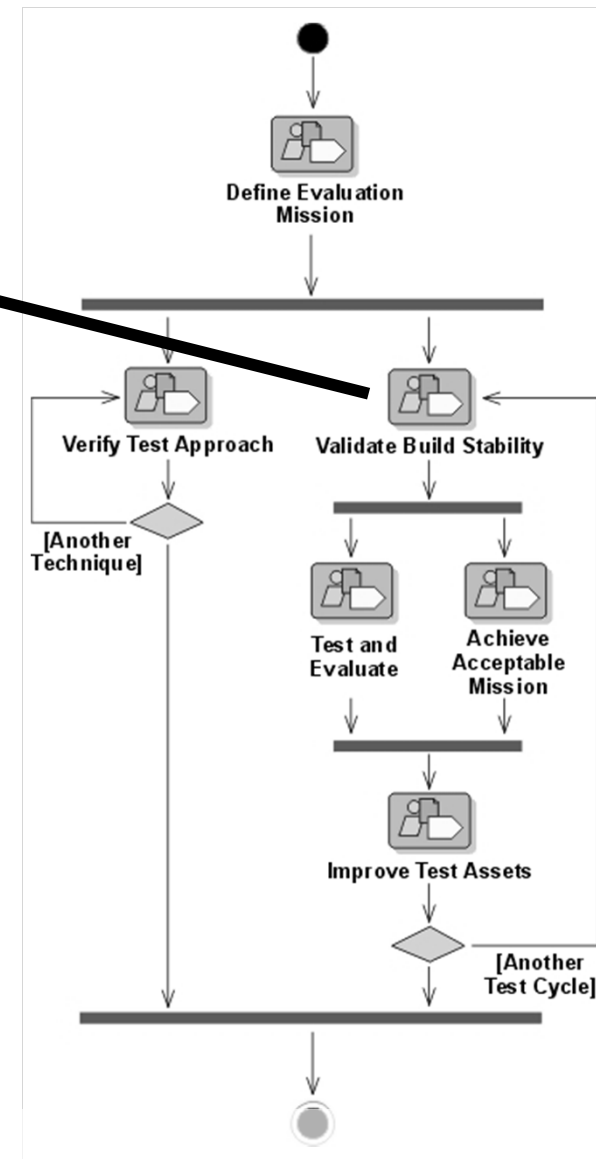 Define Evaluation
Mission
Verify Test Approach
Validate Build Stability
[Another
Technique]
Test and
Evaluate
Achieve
Acceptable
Mission
Improve Test Assets
[Another
Test Cycle]